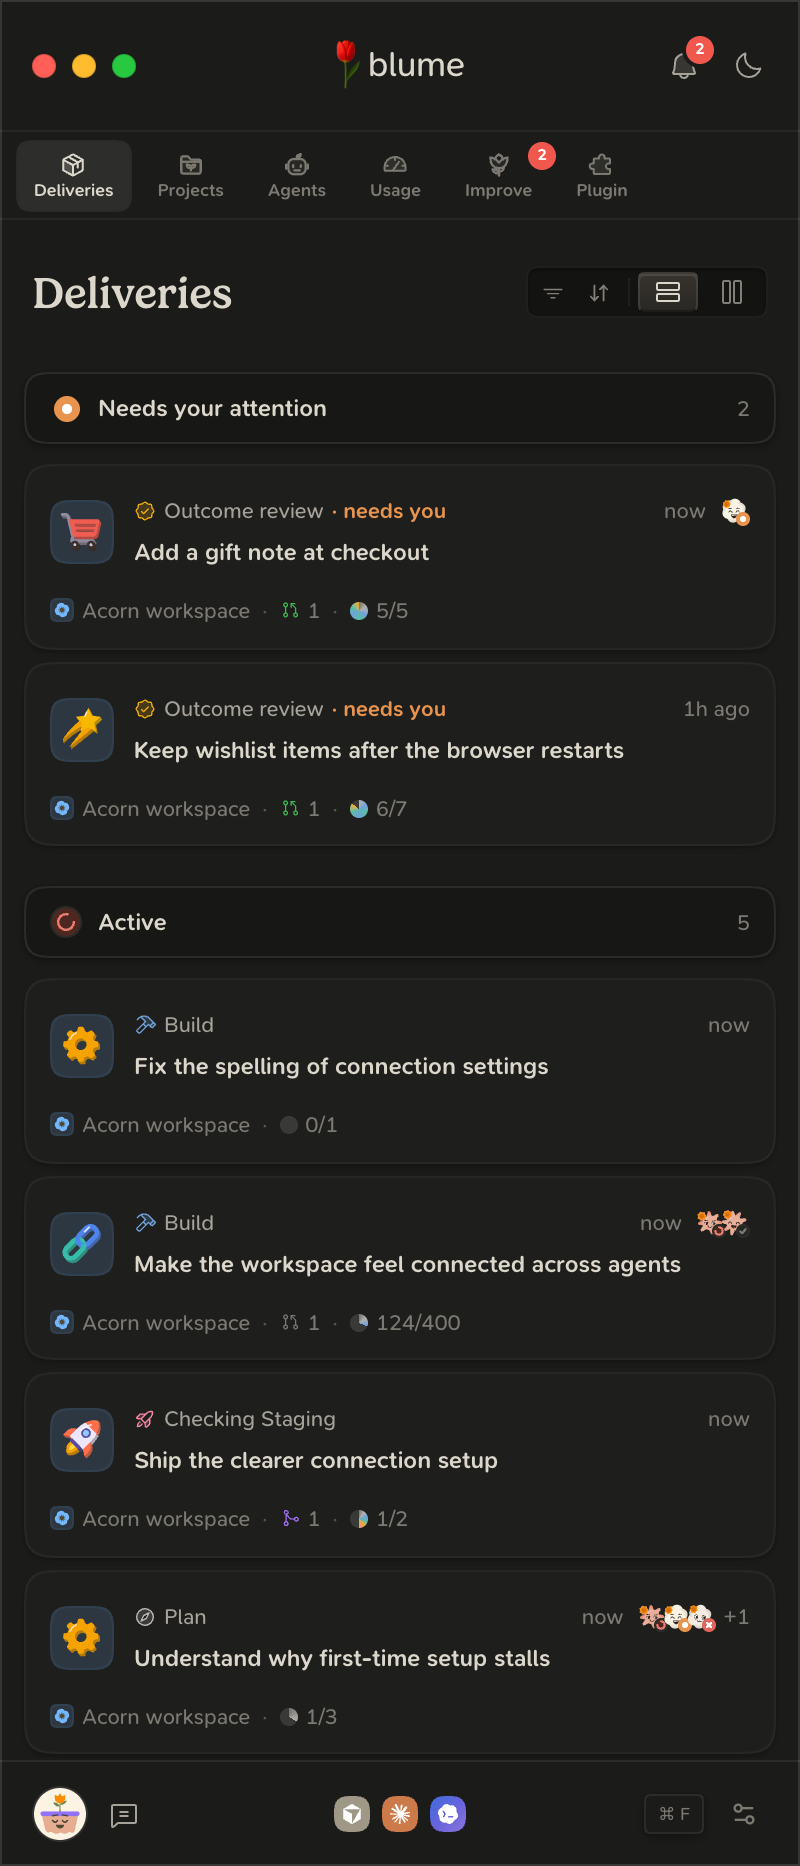 blume
2
Deliveries
Projects
Agents
Usage
Improve
2
Plugin
Deliveries
Needs your attention
2
Outcome review · needs you
now
Add a gift note at checkout
Acorn workspace · 1 · 5/5
Outcome review · needs you
1h ago
Keep wishlist items after the browser restarts
Acorn workspace · 1 · 6/7
Active
5
Build
now
Fix the spelling of connection settings
Acorn workspace · 0/1
Build
now
Make the workspace feel connected across agents
Acorn workspace · 1 · 124/400
Checking Staging
now
Ship the clearer connection setup
Acorn workspace · 1 · 1/2
Plan
now
+1
Understand why first-time setup stalls
Acorn workspace · 1/3
⌘ F